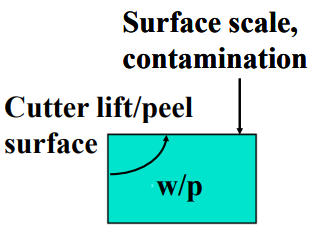 Surface scale,
contamination
Cutter lift/peel
surface
w/p